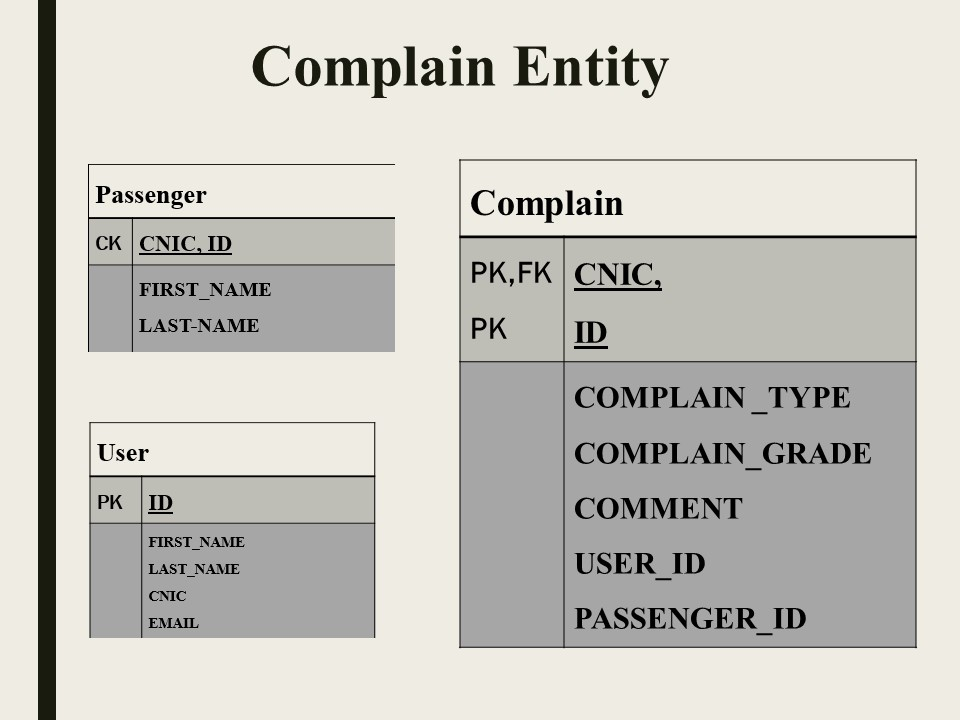 Complain Entity
Passenger
CK CNIC, ID
FIRST_NAME
LAST-NAME
User
PK ID
FIRST_NAME
LAST_NAME
CNIC
EMAIL
Complain
PK,FK CNIC,
PK ID
COMPLAIN _TYPE
COMPLAIN_GRADE
COMMENT
USER_ID
PASSENGER_ID